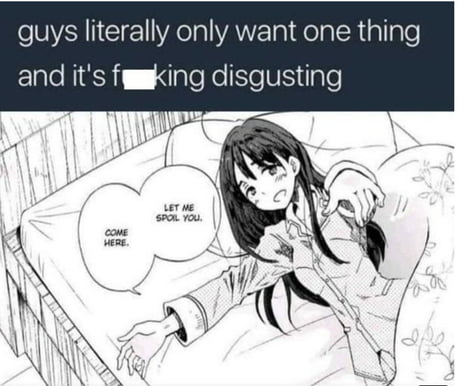 guys literally only want one thing
and it's f king disgusting
LET ME
SPOIL YOU.
COME
HERE.